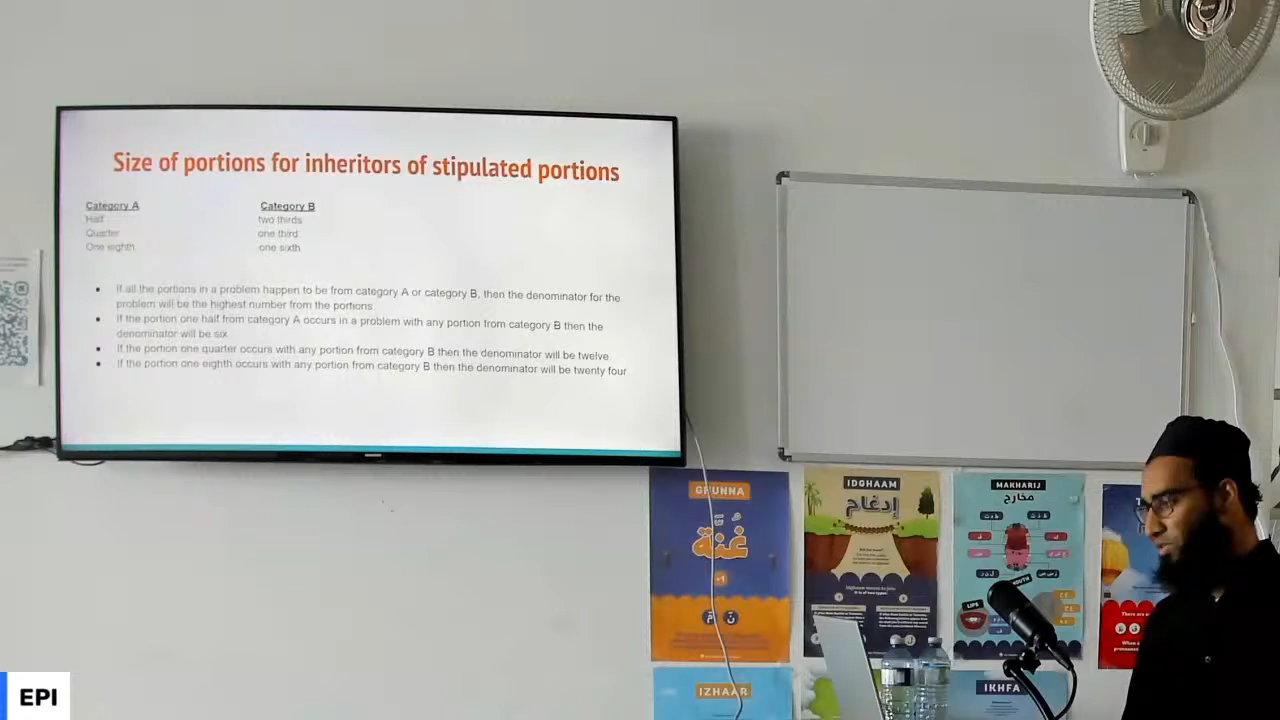 Size of portions for inheritors of stipulated portions
Category A
Category B
Half
two thirds
Quarter
one third
One eighth
one sixth
If all the portions in a problem happen to be from category A or category B, then the denominator for the
problem will be the highest number from the portions.
If the portion one half from category A occurs in a problem with any portion from category B then the
denominator will be six
If the portion one quarter occurs with any portion from category B then the denominator will be twelve
If the portion one eighth occurs with any portion from category B then the denominator will be twenty four
GHUNNA
غُنَّة
IDGHAAM
إدغام
MAKHARIJ
مخارج
MOUTH
LIPS
There are
IZHAAR
IKHFA
EPI